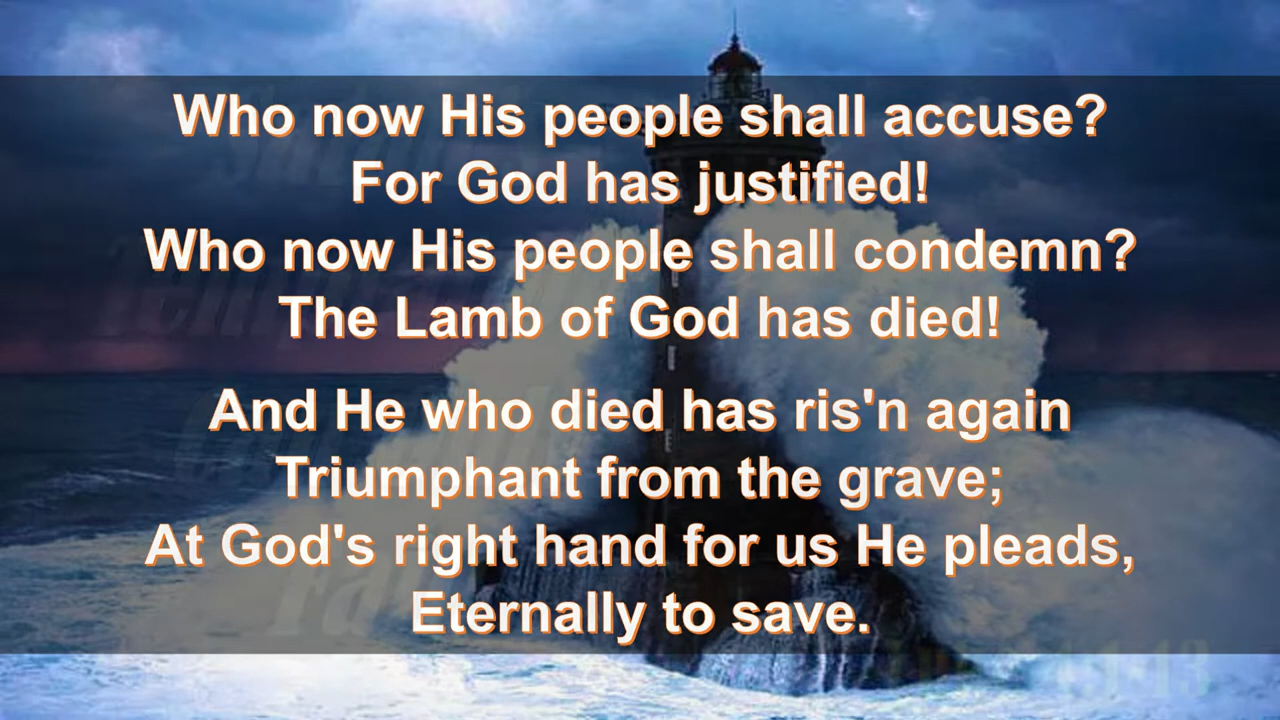 Who now His people shall accuse?
For God has justified!
Who now His people shall condemn?
The Lamb of God has died!
And He who died has ris'n again
Triumphant from the grave;
At God's right hand for us He pleads,
Eternally to save.